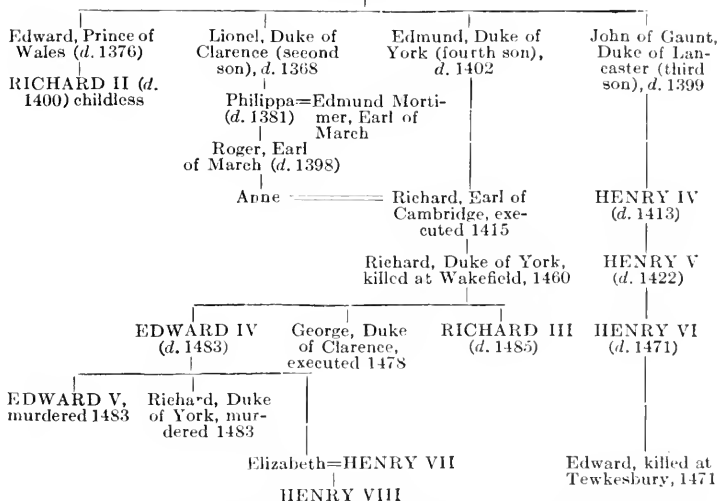 Edward, Prince of Lionel, Duke of Edmund, Duke of John of Gaunt,
Wales (d. 1376) Clarence (second York (fourth son), Duke of Lan-
son), d. 1368 d. 1402 caster (third
RICHARD II (d. son), d. 1399
1400) childless Philippa=Edmund Morti-
(d. 1381) mer, Earl of
March
Roger, Earl
of March (d. 1398)
Anne Richard, Earl of HENRY IV
Cambridge, exe- (d. 1413)
cuted 1415
Richard, Duke of York, HENRY V
killed at Wakefield, 1460 (d. 1422)
EDWARD IV George, Duke RICHARD III HENRY VI
(d. 1483) of Clarence, (d. 1485) (d. 1471)
executed 1478
EDWARD V, Richard, Duke
murdered 1483 of York, mur-
dered 1483
Elizabeth=HENRY VII Edward, killed at
Tewkesbury, 1471
HENRY VIII